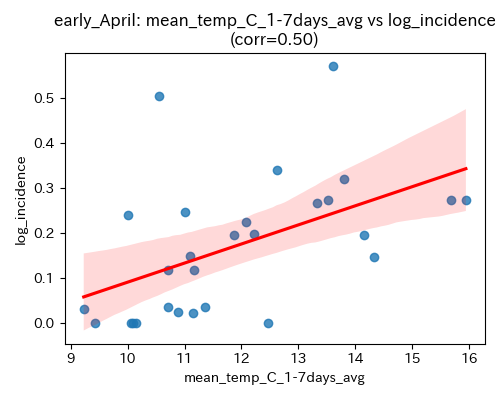 early_April: mean_temp_C_1-7days_avg vs log_incidence
(corr=0.50)
log_incidence
0.5
0.4
0.3
0.2
0.1
0.0
9 10 11 12 13 14 15 16
mean_temp_C_1-7days_avg